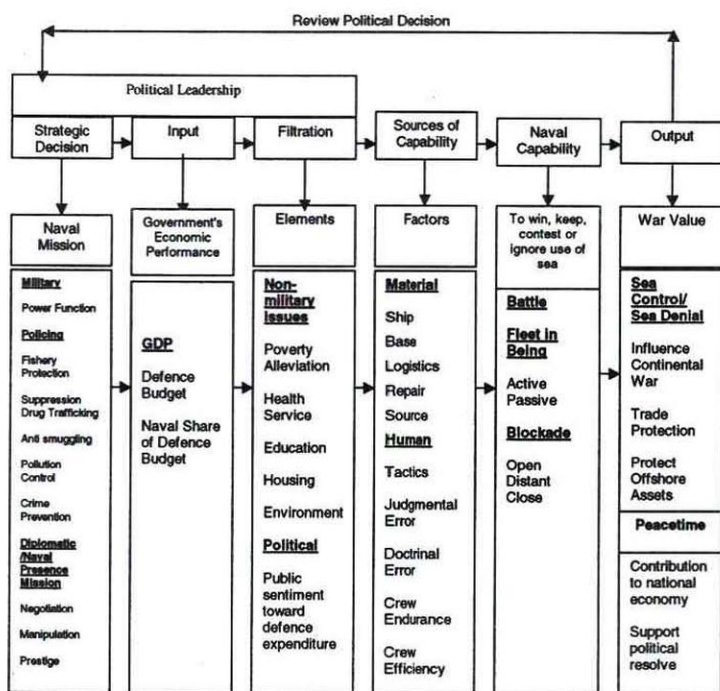 Review Political Decision
Political Leadership
Strategic
Decision
Input
Filtration
Sources of
Capability
Naval
Capability
Output
Naval
Mission
Government's
Economic
Performance
Elements
Factors
To win, keep,
contest or
ignore use of
sea
War Value
Military
Power Function
Policing
Fishery
Protection
Suppression
Drug Trafficking
Anti smuggling
Pollution
Control
Crime
Prevention
Diplomatic
/Naval
Presence
Mission
Negotiation
Manipulation
Prestige
GDP
Defence
Budget
Naval Share
of Defence
Budget
Non-
military
Issues
Poverty
Alleviation
Health
Service
Education
Housing
Environment
Political
Public
sentiment
toward
defence
expenditure
Material
Ship
Base
Logistics
Repair
Source
Human
Tactics
Judgmental
Error
Doctrinal
Error
Crew
Endurance
Crew
Efficiency
Battle
Fleet in
Being
Active
Passive
Blockade
Open
Distant
Close
Sea
Control/
Sea Denial
Influence
Continental
War
Trade
Protection
Protect
Offshore
Assets
Peacetime
Contribution
to national
economy
Support
political
resolve